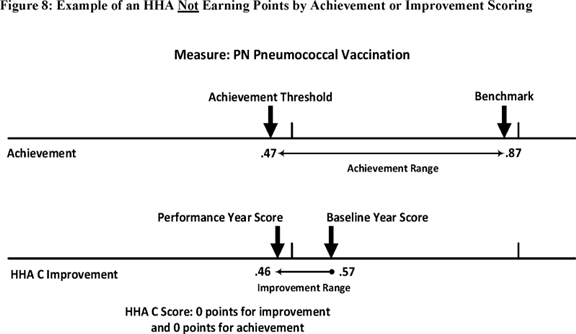 Figure 8: Example of an HHA Not Earning Points by Achievement or Improvement Scoring
Measure: PN Pneumococcal Vaccination
Achievement Threshold
Benchmark
Achievement
.47
.87
Achievement Range
Performance Year Score
Baseline Year Score
HHA C Improvement
.46
.57
Improvement Range
HHA C Score: 0 points for improvement
and 0 points for achievement